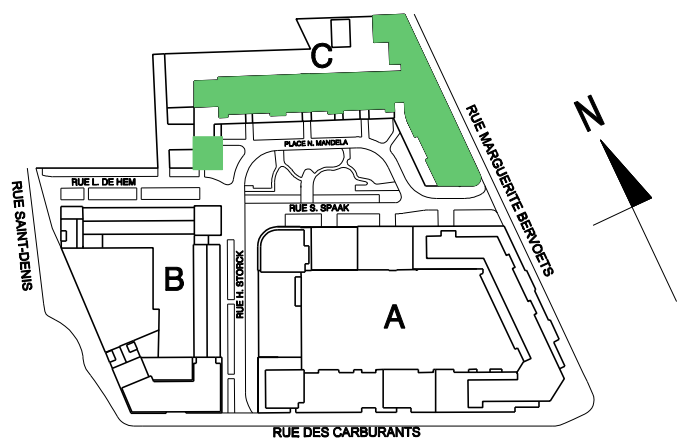 C
N
PLACE N. MANDELA
RUE MARGUERITE BERVOETS
RUE L. DE HEM
RUE SAINT-DENIS
RUE S. SPAAK
B
RUE H. STORCK
A
RUE DES CARBURANTS